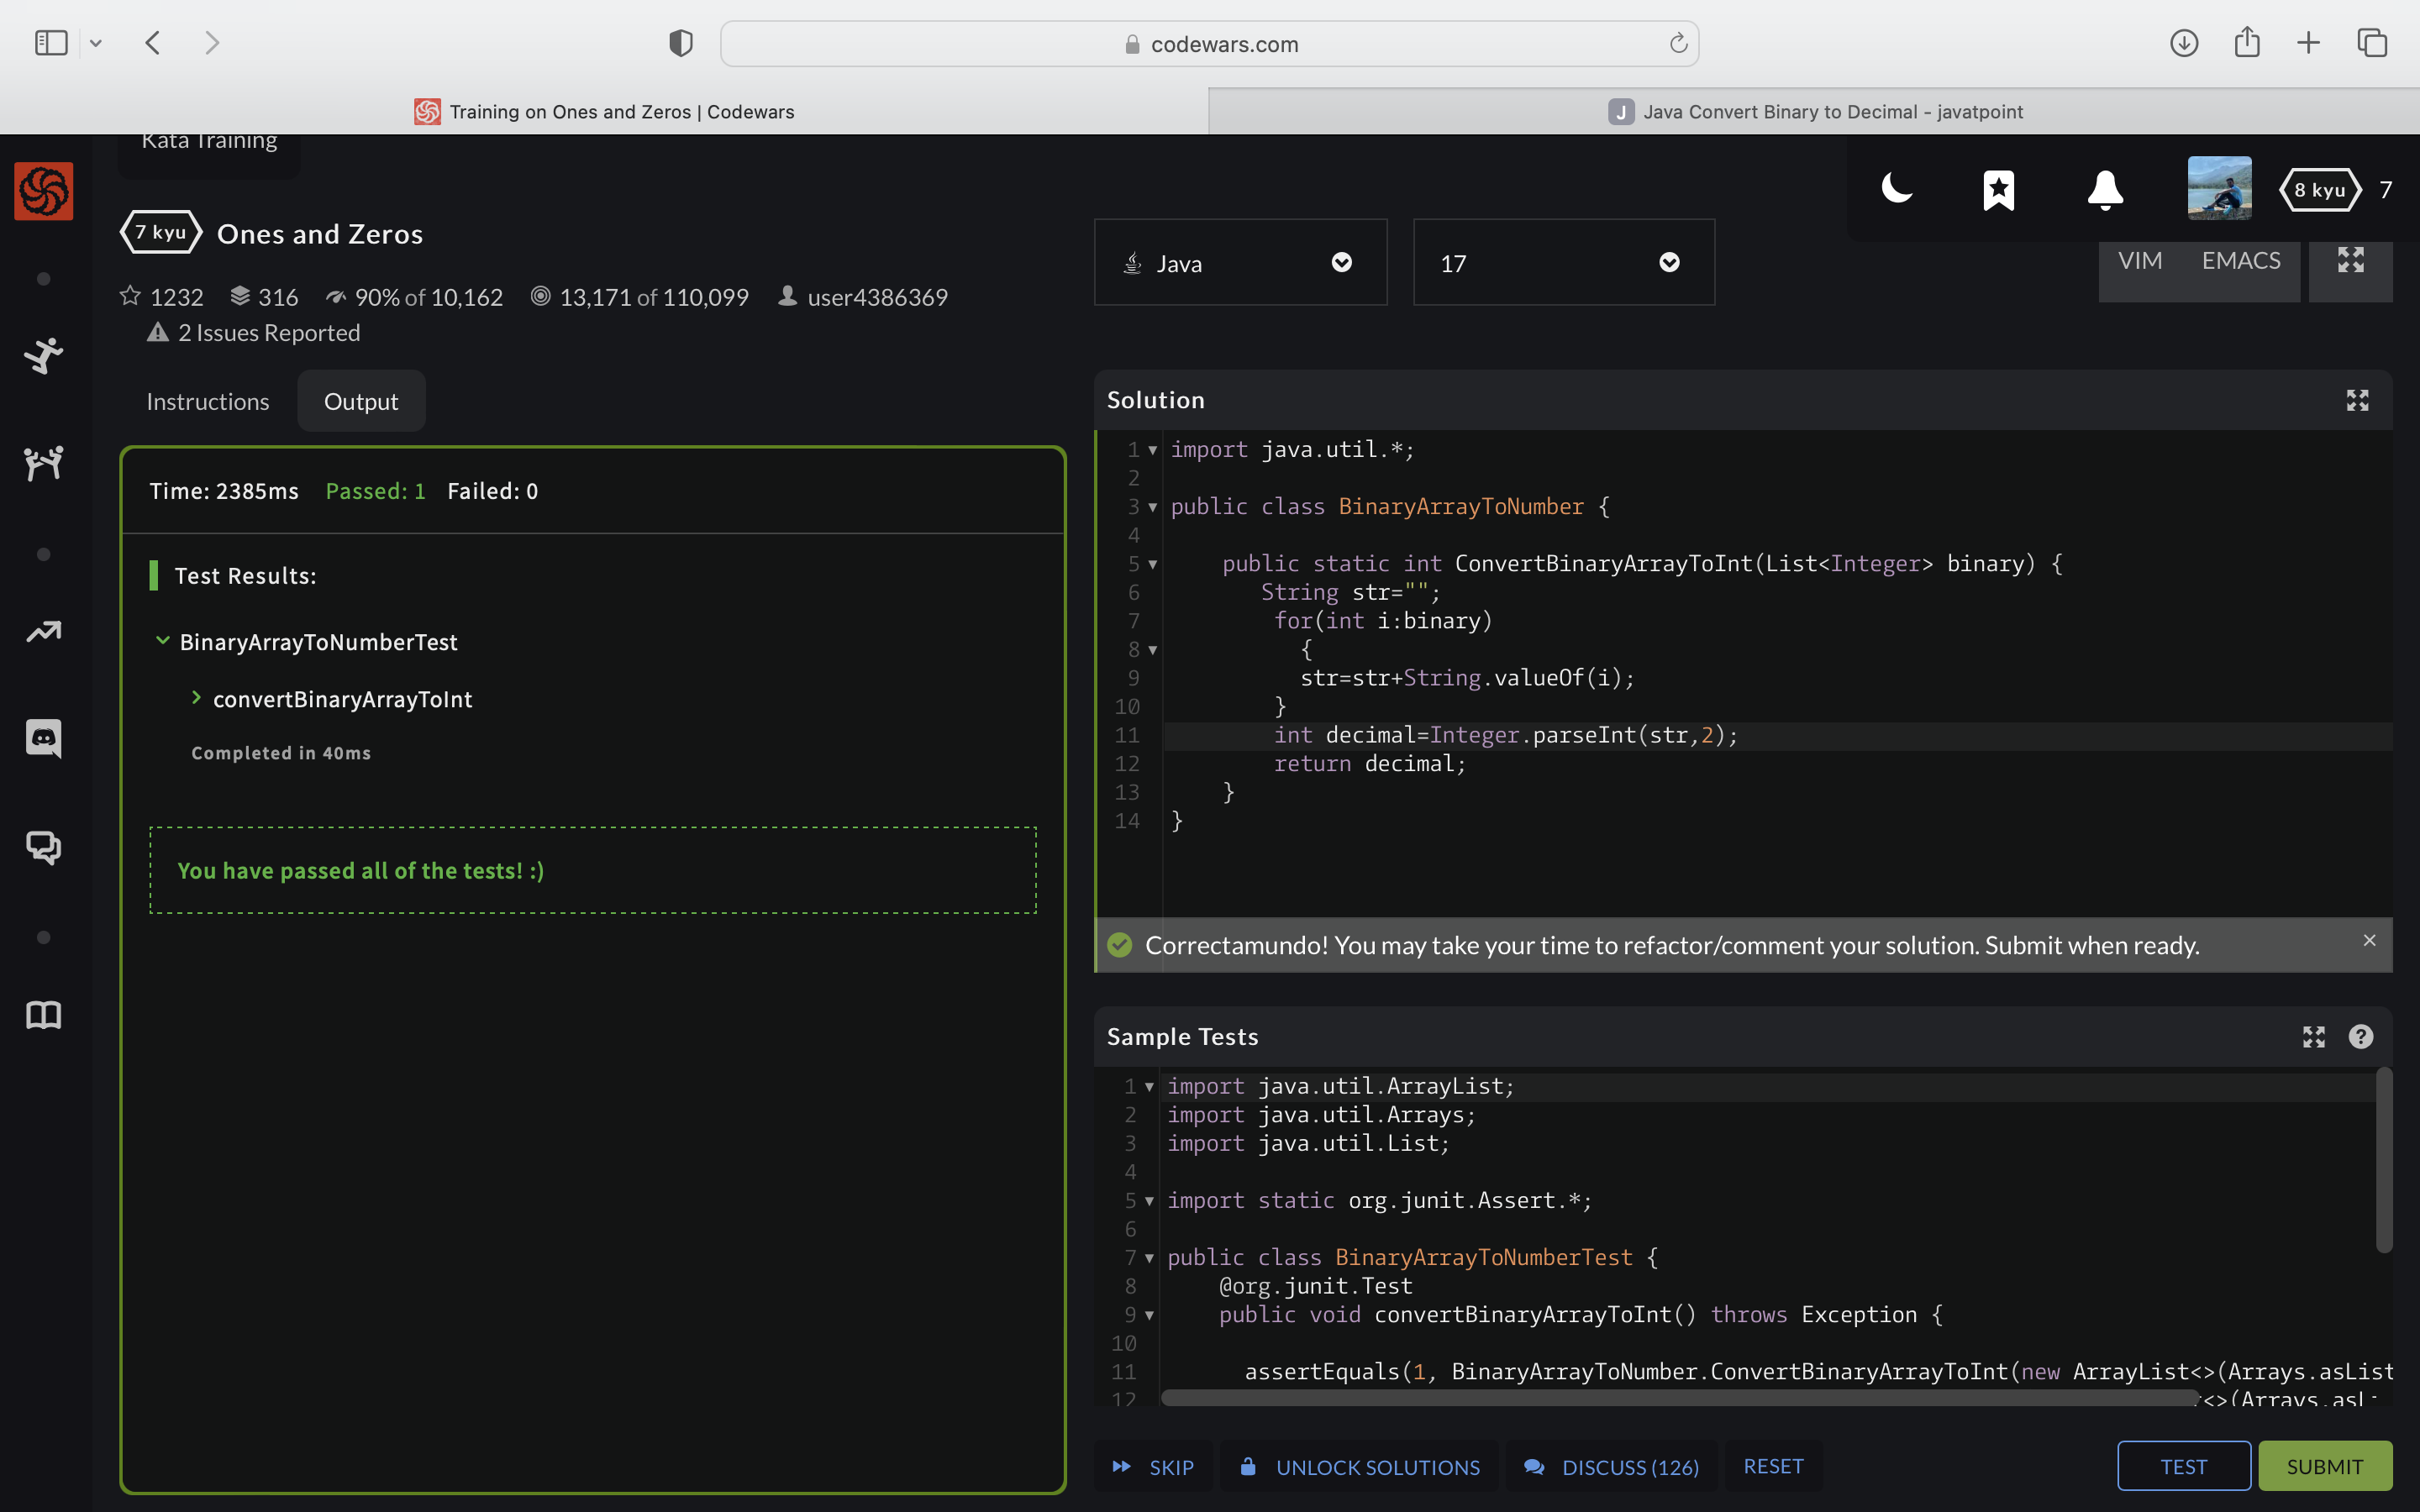 codewars.com
Training on Ones and Zeros | Codewars
J Java Convert Binary to Decimal - javatpoint
Kata Training
8 kyu 7
7 kyu Ones and Zeros
1232 316 90% of 10,162 13,171 of 110,099 user4386369
2 Issues Reported
Java 17 VIM EMACS
Instructions Output
Time: 2385ms Passed: 1 Failed: 0
Test Results:
BinaryArrayToNumberTest
convertBinaryArrayToInt
Completed in 40ms
You have passed all of the tests! :)
Solution
1 import java.util.*;
2
3 public class BinaryArrayToNumber {
4
5 public static int ConvertBinaryArrayToInt(List<Integer> binary) {
6 String str="";
7 for(int i:binary)
8 {
9 str=str+String.valueOf(i);
10 }
11 int decimal=Integer.parseInt(str,2);
12 return decimal;
13 }
14 }
Correctamundo! You may take your time to refactor/comment your solution. Submit when ready. ×
Sample Tests
1 import java.util.ArrayList;
2 import java.util.Arrays;
3 import java.util.List;
4
5 import static org.junit.Assert.*;
6
7 public class BinaryArrayToNumberTest {
8 @org.junit.Test
9 public void convertBinaryArrayToInt() throws Exception {
10
11 assertEquals(1, BinaryArrayToNumber.ConvertBinaryArrayToInt(new ArrayList<>(Arrays.asList
12 <>(Arrays.asL
SKIP UNLOCK SOLUTIONS DISCUSS (126) RESET TEST SUBMIT